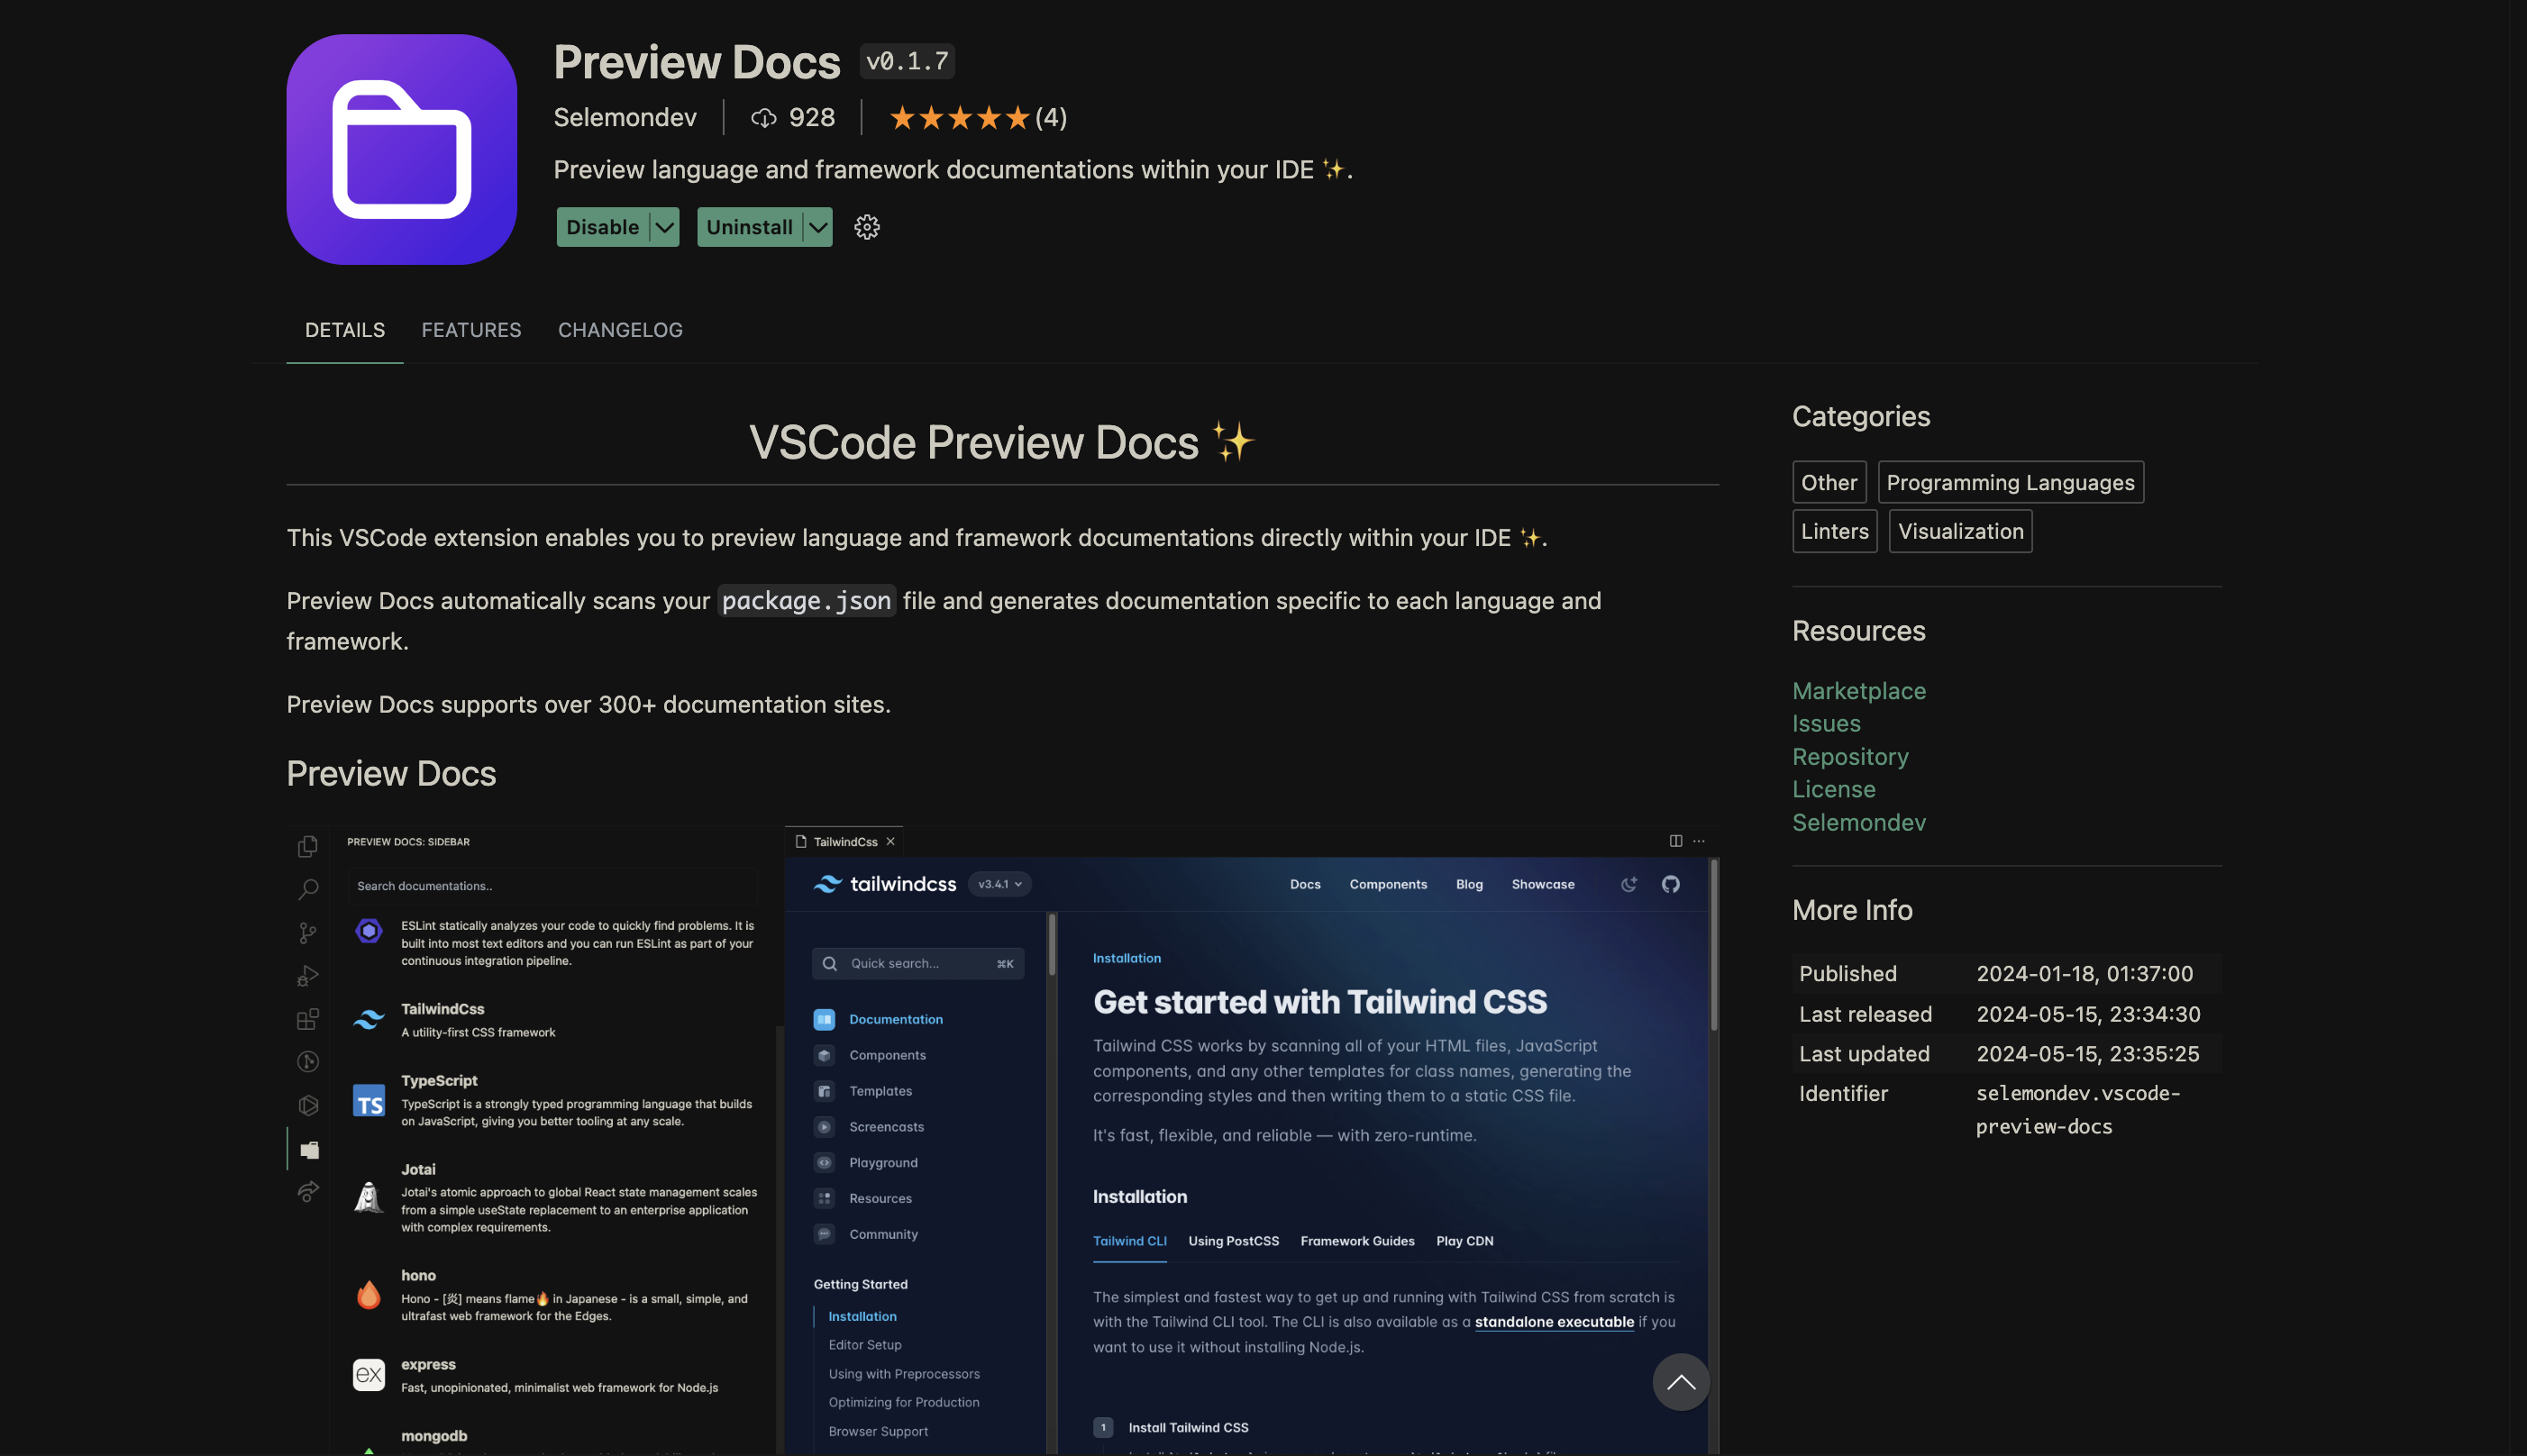 Preview Docs v0.1.7
Selemondev 928 ★★★★★(4)
Preview language and framework documentations within your IDE ✨.
Disable Uninstall
DETAILS FEATURES CHANGELOG
VSCode Preview Docs ✨
This VSCode extension enables you to preview language and framework documentations directly within your IDE ✨.
Preview Docs automatically scans your package.json file and generates documentation specific to each language and
framework.
Preview Docs supports over 300+ documentation sites.
Preview Docs
PREVIEW DOCS: SIDEBAR
Search documentations..
ESLint statically analyzes your code to quickly find problems. It is
built into most text editors and you can run ESLint as part of your
continuous integration pipeline.
TailwindCss
A utility-first CSS framework
TS
TypeScript
TypeScript is a strongly typed programming language that builds
on JavaScript, giving you better tooling at any scale.
Jotai
Jotai's atomic approach to global React state management scales
from a simple useState replacement to an enterprise application
with complex requirements.
hono
Hono - [炎] means flame🔥 in Japanese - is a small, simple, and
ultrafast web framework for the Edges.
ex
express
Fast, unopinionated, minimalist web framework for Node.js
mongodb
TailwindCss
tailwindcss v3.4.1
Docs Components Blog Showcase
Quick search... ⌘K
Documentation
Components
Templates
Screencasts
Playground
Resources
Community
Getting Started
Installation
Editor Setup
Using with Preprocessors
Optimizing for Production
Browser Support
Installation
Get started with Tailwind CSS
Tailwind CSS works by scanning all of your HTML files, JavaScript
components, and any other templates for class names, generating the
corresponding styles and then writing them to a static CSS file.
It's fast, flexible, and reliable — with zero-runtime.
Installation
Tailwind CLI Using PostCSS Framework Guides Play CDN
The simplest and fastest way to get up and running with Tailwind CSS from scratch is
with the Tailwind CLI tool. The CLI is also available as a standalone executable if you
want to use it without installing Node.js.
1 Install Tailwind CSS
Categories
Other Programming Languages
Linters Visualization
Resources
Marketplace
Issues
Repository
License
Selemondev
More Info
Published 2024-01-18, 01:37:00
Last released 2024-05-15, 23:34:30
Last updated 2024-05-15, 23:35:25
Identifier selemondev.vscode-
preview-docs